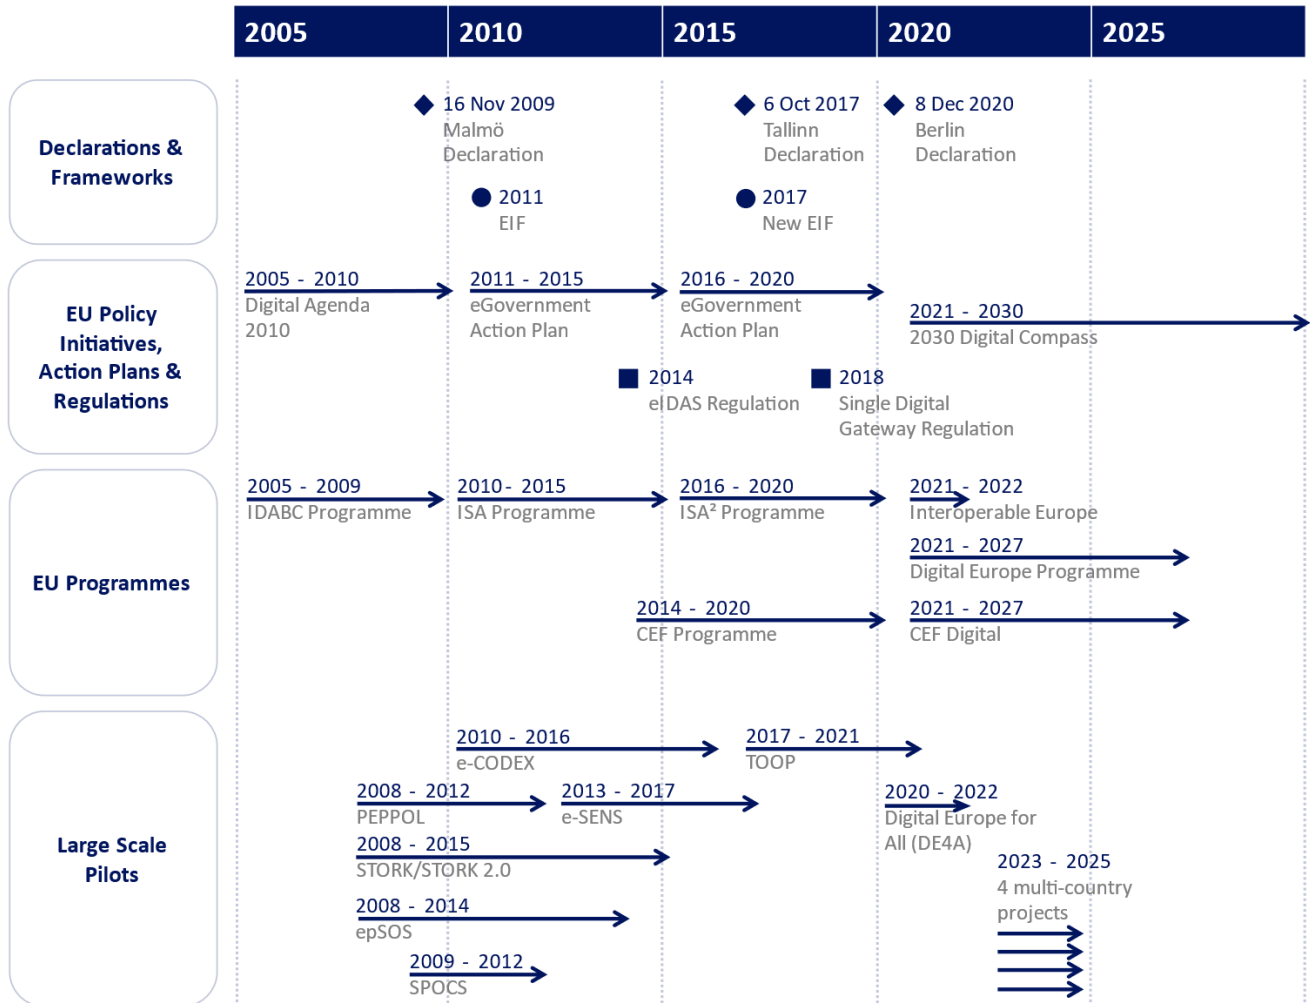 2005 2010 2015 2020 2025
Declarations &
Frameworks
16 Nov 2009
Malmö
Declaration
6 Oct 2017
Tallinn
Declaration
8 Dec 2020
Berlin
Declaration
2011
EIF
2017
New EIF
EU Policy
Initiatives,
Action Plans &
Regulations
2005 - 2010
Digital Agenda
2010
2011 - 2015
eGovernment
Action Plan
2016 - 2020
eGovernment
Action Plan
2021 - 2030
2030 Digital Compass
2014
eIDAS Regulation
2018
Single Digital
Gateway Regulation
EU Programmes
2005 - 2009
IDABC Programme
2010- 2015
ISA Programme
2016 - 2020
ISA² Programme
2021 - 2022
Interoperable Europe
2021 - 2027
Digital Europe Programme
2014 - 2020
CEF Programme
2021 - 2027
CEF Digital
Large Scale
Pilots
2010 - 2016
e-CODEX
2017 - 2021
TOOP
2008 - 2012
PEPPOL
2013 - 2017
e-SENS
2020 - 2022
Digital Europe for
All (DE4A)
2008 - 2015
STORK/STORK 2.0
2023 - 2025
4 multi-country
projects
2008 - 2014
epSOS
2009 - 2012
SPOCS